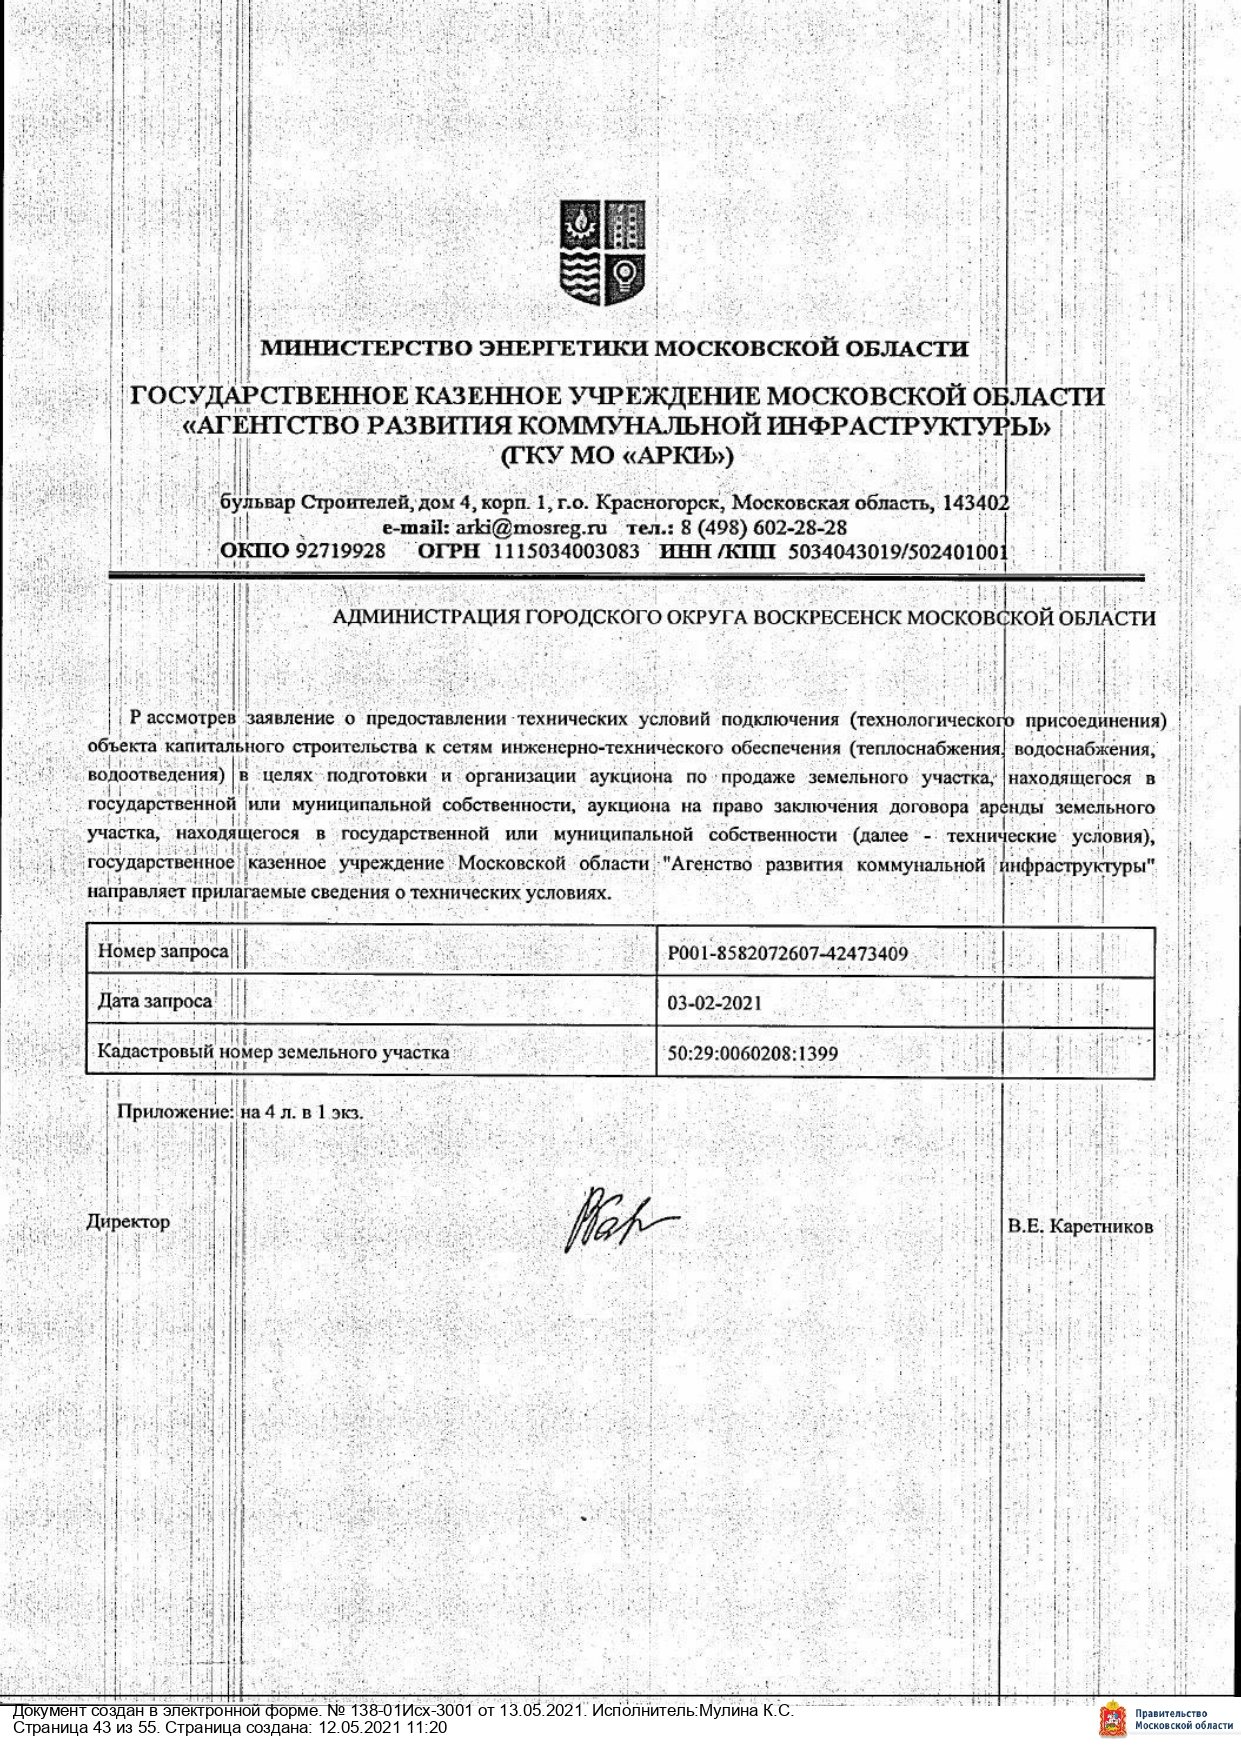 МИНИСТЕРСТВО ЭНЕРГЕТИКИ МОСКОВСКОЙ ОБЛАСТИ
ГОСУДАРСТВЕННОЕ КАЗЕННОЕ УЧРЕЖДЕНИЕ МОСКОВСКОЙ ОБЛАСТИ
«АГЕНТСТВО РАЗВИТИЯ КОММУНАЛЬНОЙ ИНФРАСТРУКТУРЫ»
(ГКУ МО «АРКИ»)
бульвар Строителей, дом 4, корп. 1, г.о. Красногорск, Московская область, 143402
e-mail: arki@mosreg.ru тел.: 8 (498) 602-28-28
ОКПО 92719928 ОГРН 1115034003083 ИНН /КПП 5034043019/502401001
АДМИНИСТРАЦИЯ ГОРОДСКОГО ОКРУГА ВОСКРЕСЕНСК МОСКОВСКОЙ ОБЛАСТИ
Р ассмотрев заявление о предоставлении технических условий подключения (технологического присоединения)
объекта капитального строительства к сетям инженерно-технического обеспечения (теплоснабжения, водоснабжения,
водоотведения) в целях подготовки и организации аукциона по продаже земельного участка, находящегося в
государственной или муниципальной собственности, аукциона на право заключения договора аренды земельного
участка, находящегося в государственной или муниципальной собственности (далее - технические условия),
государственное казенное учреждение Московской области "Агенство развития коммунальной инфраструктуры"
направляет прилагаемые сведения о технических условиях.
Номер запроса P001-8582072607-42473409
Дата запроса 03-02-2021
Кадастровый номер земельного участка 50:29:0060208:1399
Приложение: на 4 л. в 1 экз.
Директор В.Е. Каретников
Документ создан в электронной форме. № 138-01Исх-3001 от 13.05.2021. Исполнитель:Мулина К.С.
Страница 43 из 55. Страница создана: 12.05.2021 11:20
Правительство
Московской области